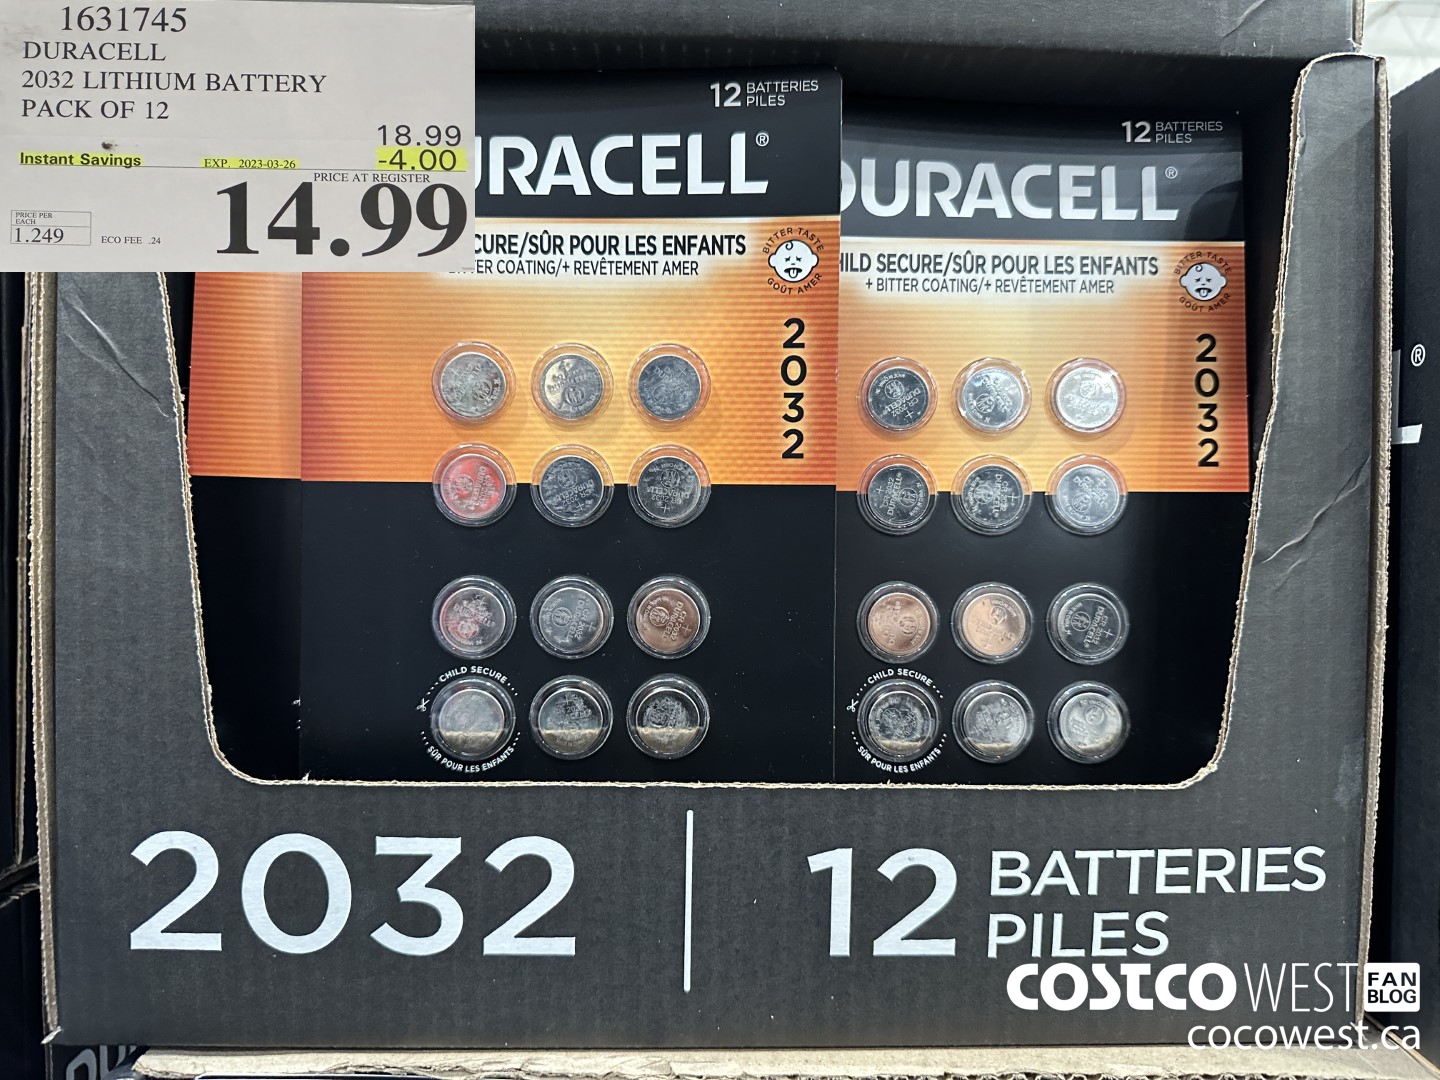 1631745
DURACELL
2032 LITHIUM BATTERY
PACK OF 12
18.99
Instant Savings EXP. 2023-03-26 -4.00
PRICE AT REGISTER
14.99
PRICE PER
EACH
1.249
ECO FEE .24
12 BATTERIES
PILES
URACELL®
CURE/SÛR POUR LES ENFANTS
TER COATING/+ REVÊTEMENT AMER
BITTER TASTE
GOÛT AMER
2032
CHILD SECURE
SÛR POUR LES ENFANTS
12 BATTERIES
PILES
DURACELL®
HILD SECURE/SÛR POUR LES ENFANTS
+ BITTER COATING/+ REVÊTEMENT AMER
BITTER TASTE
GOÛT AMER
2032
CHILD SECURE
SÛR POUR LES ENFANTS
2032
12 BATTERIES
PILES
COSTCO WEST FAN
BLOG
cocowest.ca